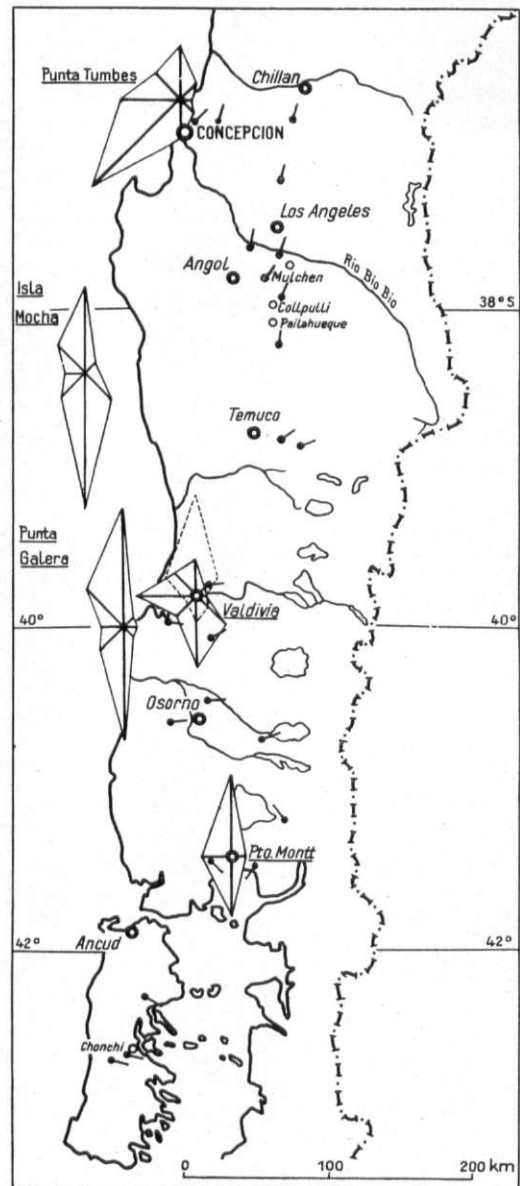 Punta Tumbes
Chillan
CONCEPCION
Los Angeles
Rio Bio Bio
Angol
Mulchen
Isla
Mocha
Collpulli
38°S
Pailahueque
Temuco
Punta
Galera
Valdivia
40°
40°
Osorno
Pto. Montt
Ancud
42°
42°
Chonchi
0
100
200 km